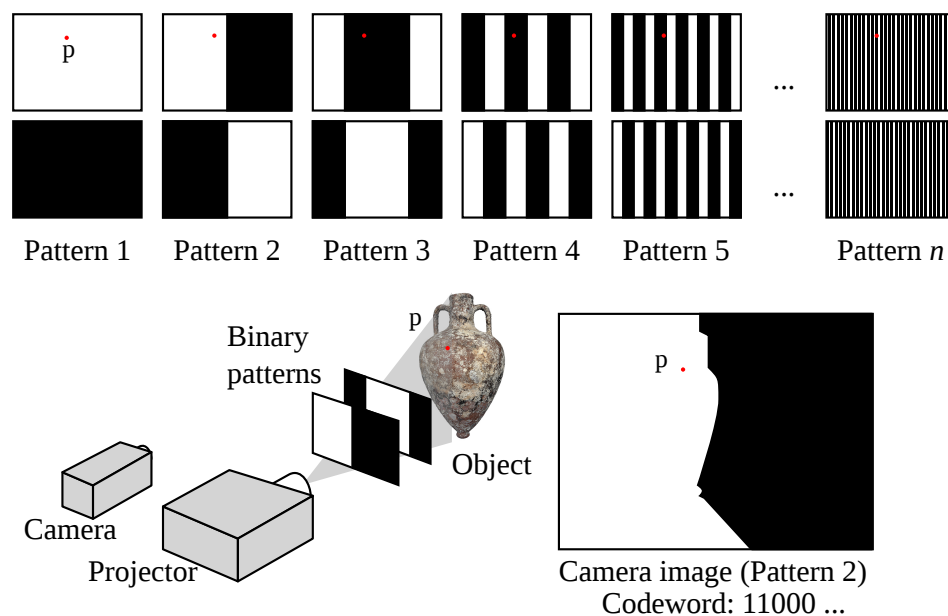 p
...
...
Pattern 1
Pattern 2
Pattern 3
Pattern 4
Pattern 5
Pattern n
Binary
patterns
p
Object
Camera
Projector
p
Camera image (Pattern 2)
Codeword: 11000 ...